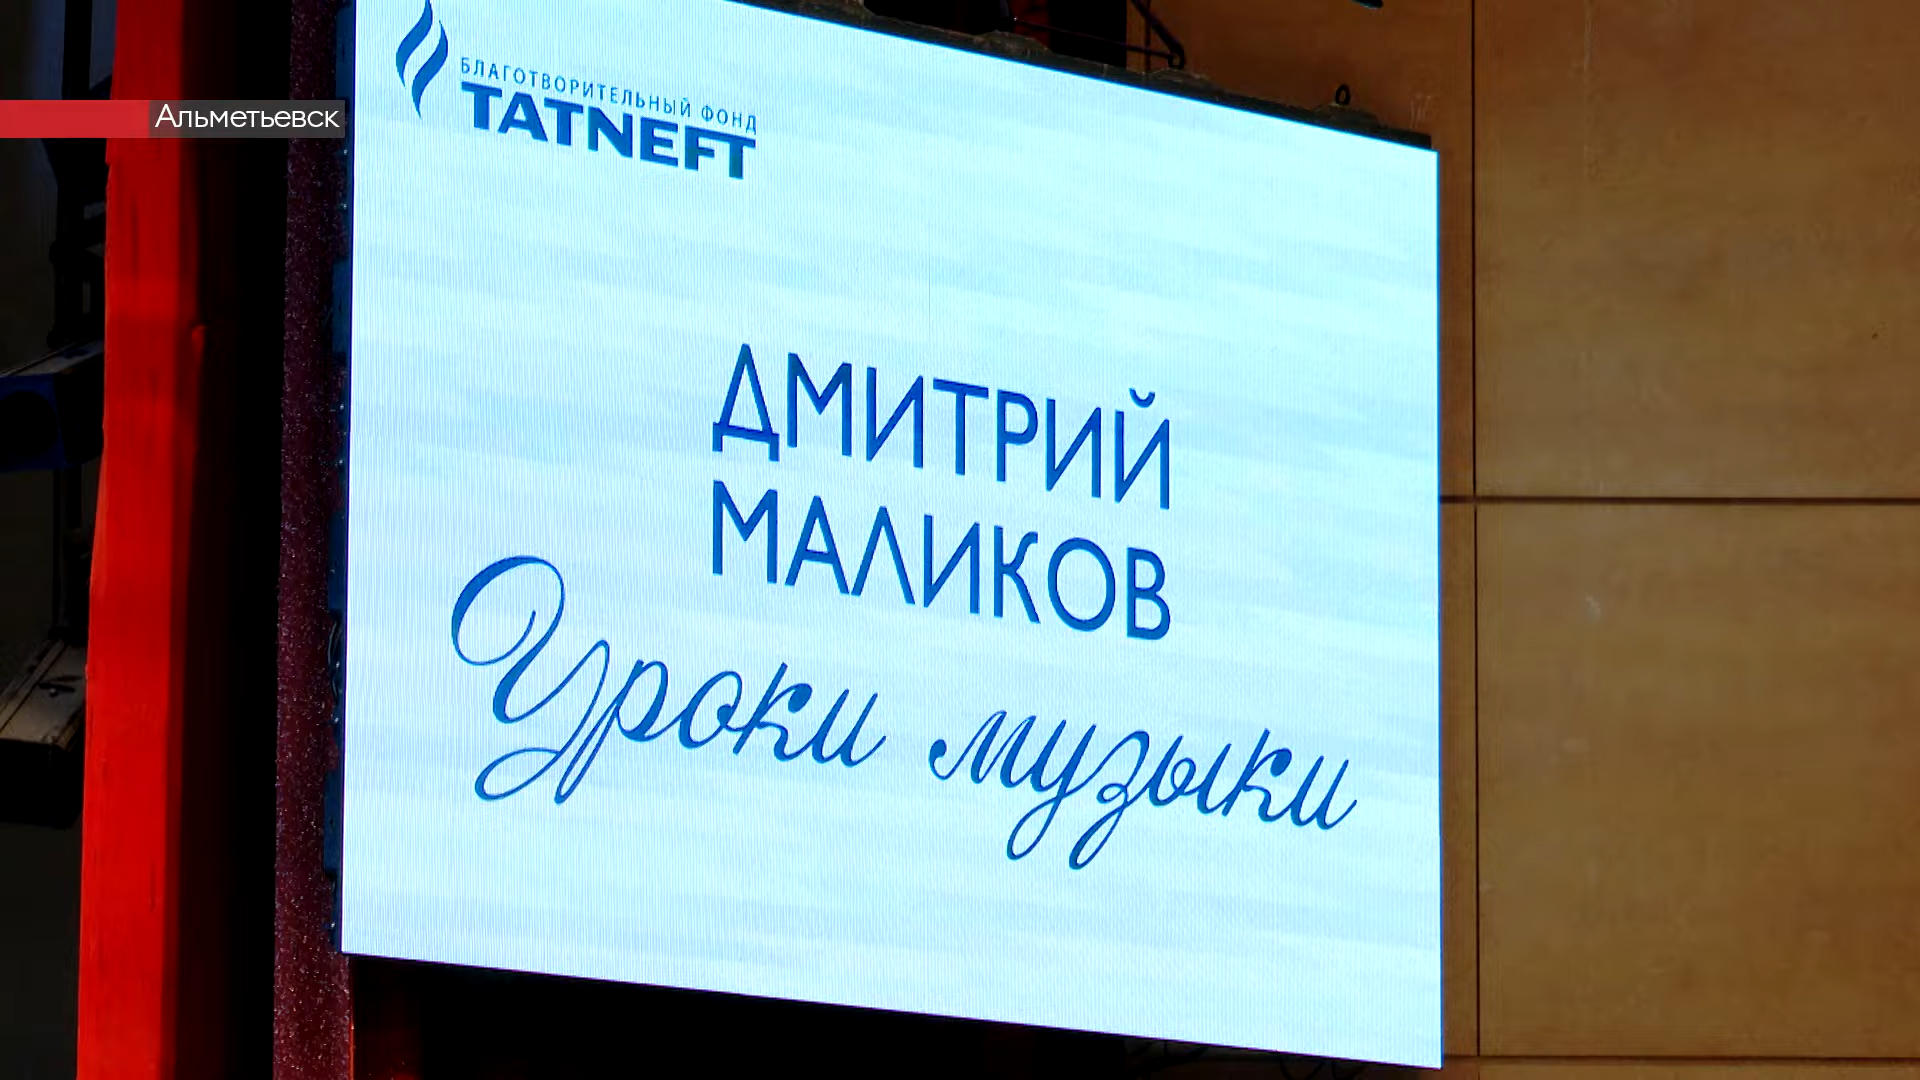 БЛАГОТВОРИТЕЛЬНЫЙ ФОНД
TATNEFT
Альметьевск
ДМИТРИЙ
МАЛИКОВ
Уроки музыки